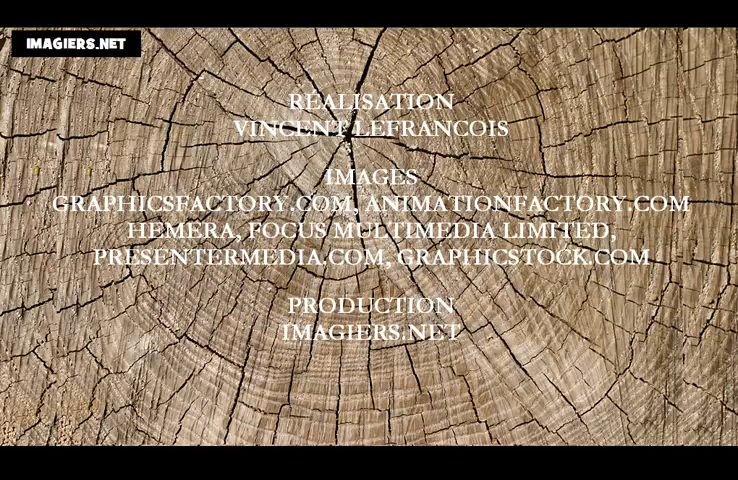 IMAGIERS.NET
RÉALISATION
VINCENT LEFRANCOIS
IMAGES
GRAPHICSFACTORY.COM, ANIMATIONFACTORY.COM
HEMERA, FOCUS MULTIMEDIA LIMITED,
PRESENTERMEDIA.COM, GRAPHICSTOCK.COM
PRODUCTION
IMAGIERS.NET